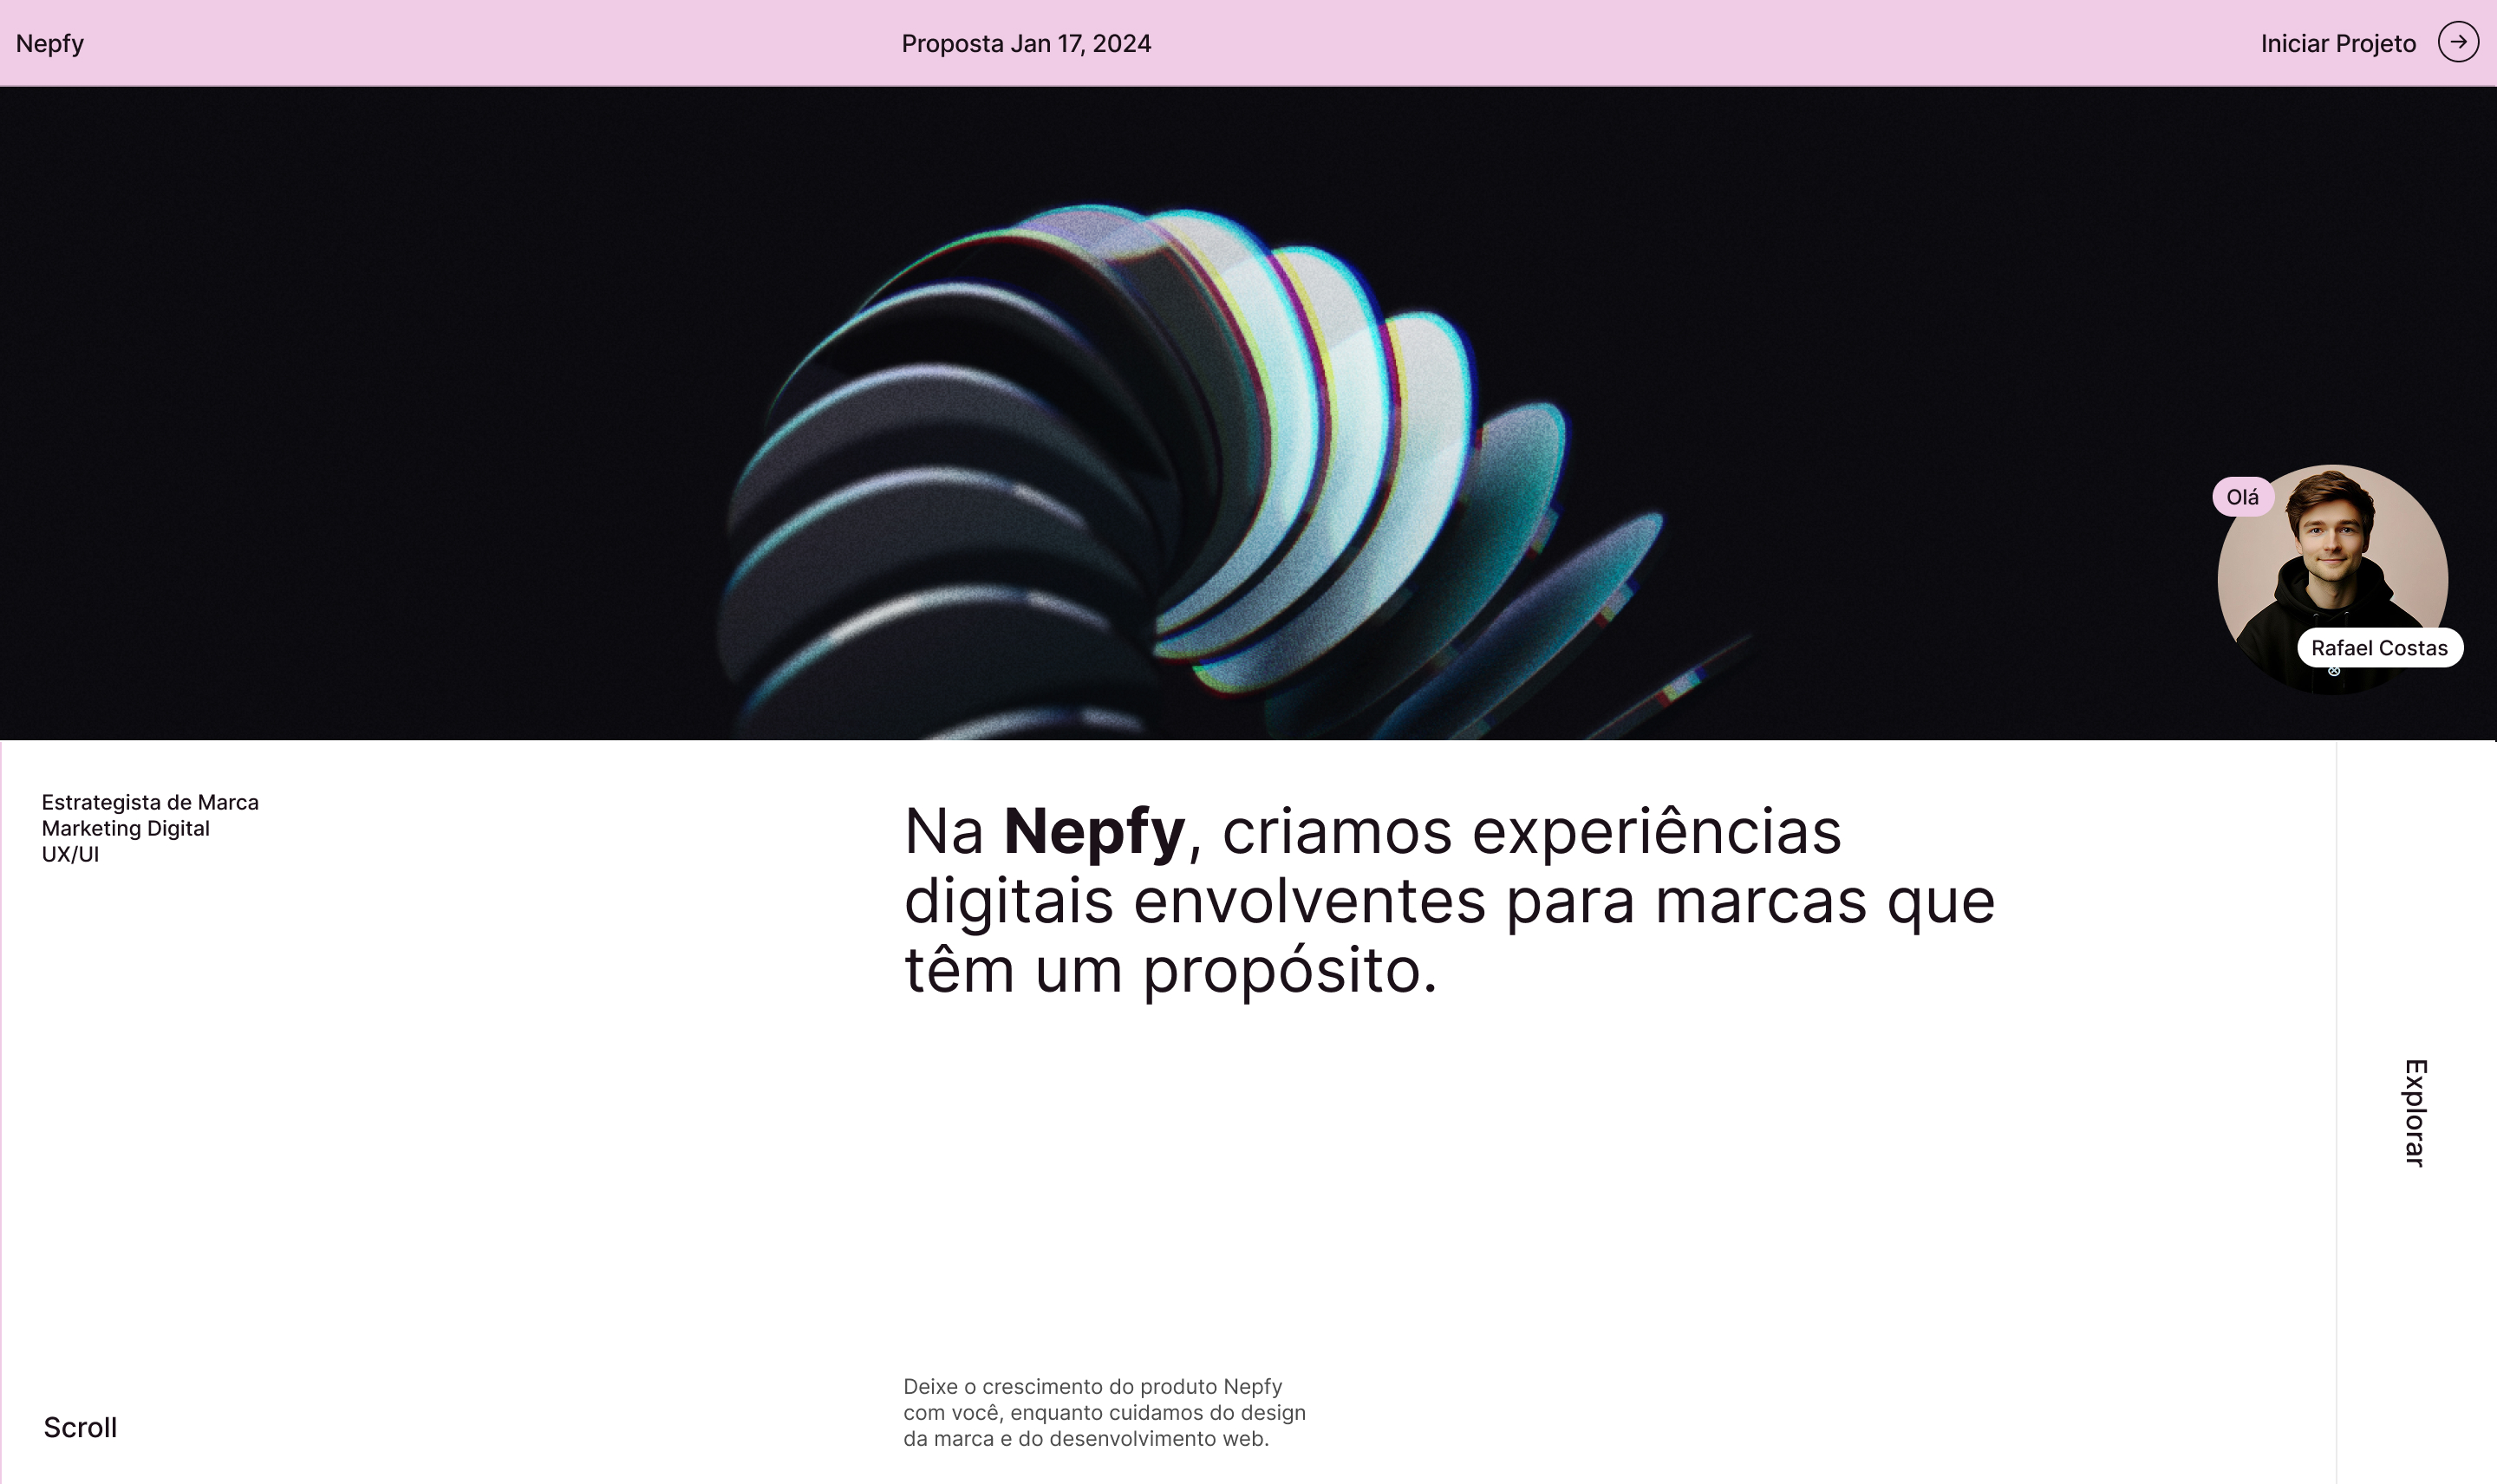 Nepfy
Proposta Jan 17, 2024
Iniciar Projeto
Olá
Rafael Costas
Estrategista de Marca
Marketing Digital
UX/UI
Na Nepfy, criamos experiências
digitais envolventes para marcas que
têm um propósito.
Explorar
Deixe o crescimento do produto Nepfy
com você, enquanto cuidamos do design
da marca e do desenvolvimento web.
Scroll